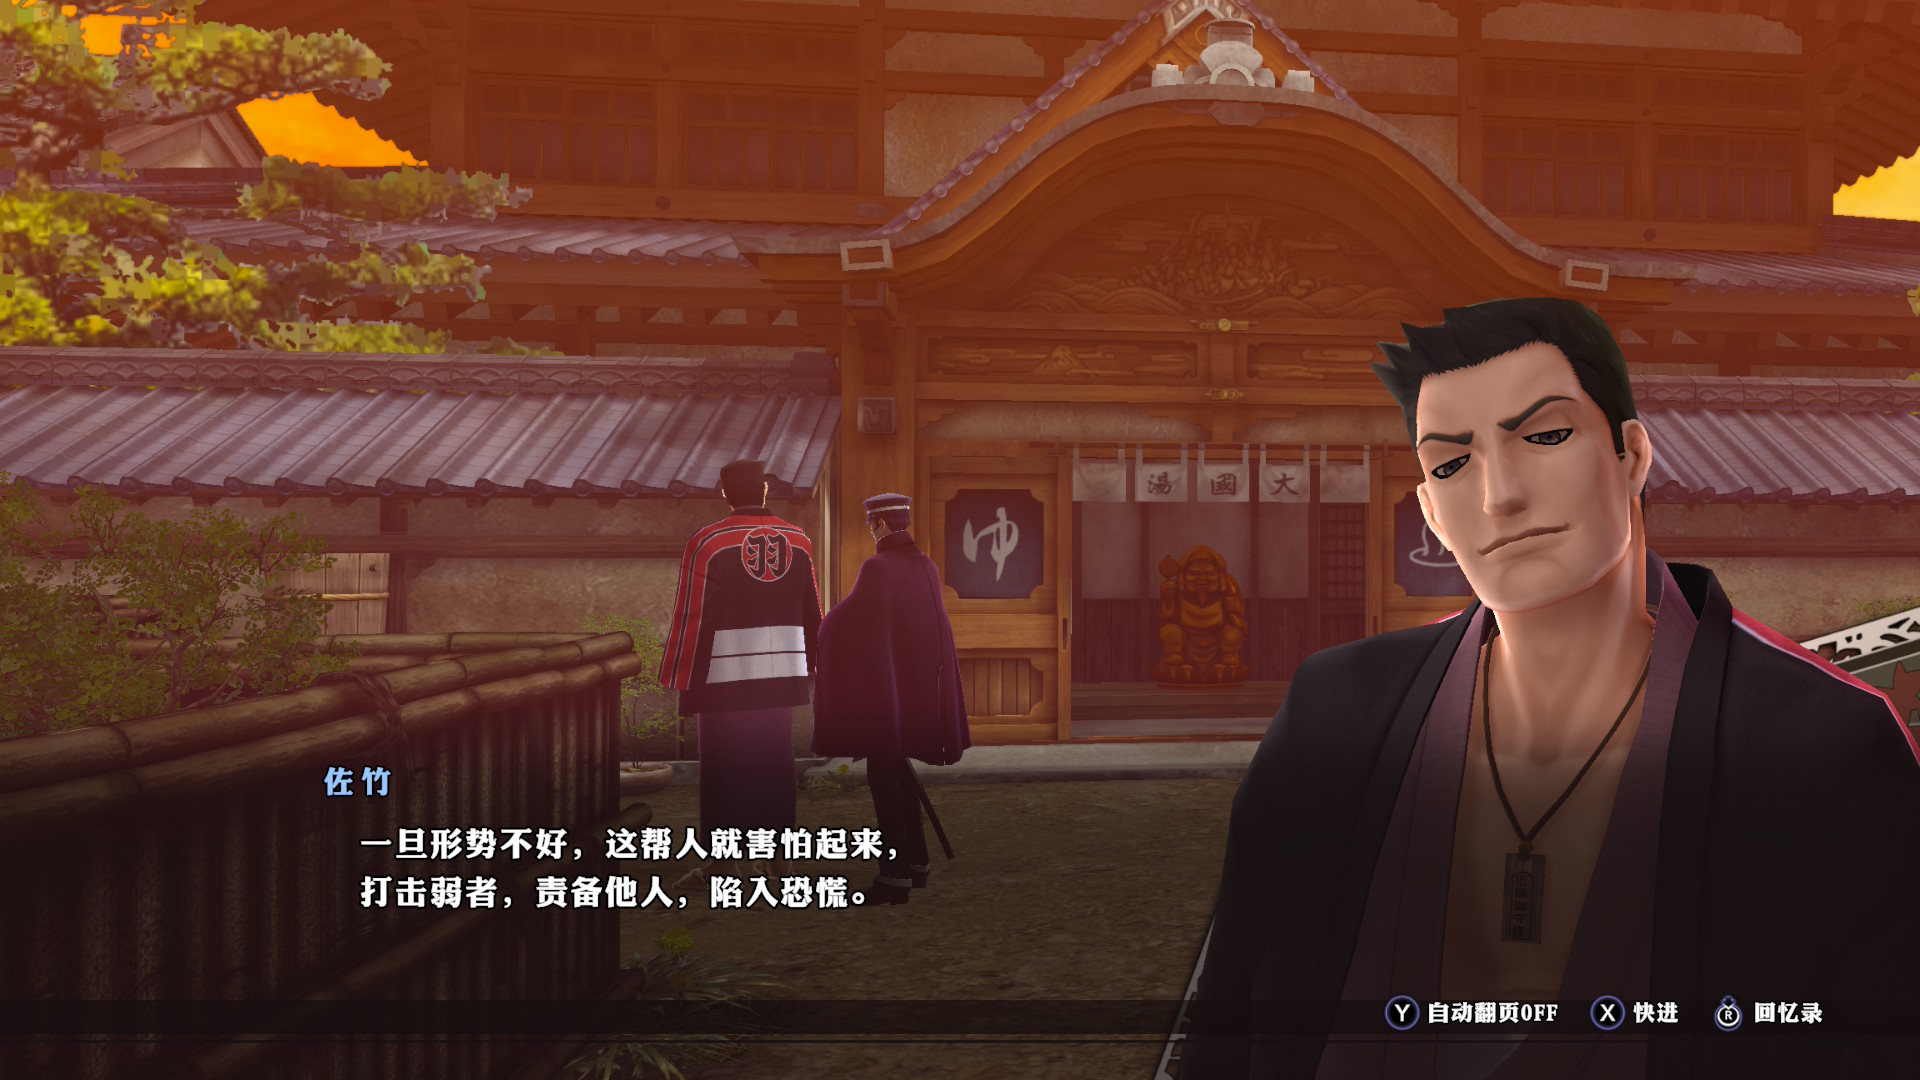 湯 國 大
羽
ゆ
佐竹
一旦形势不好，这帮人就害怕起来，
打击弱者，责备他人，陷入恐慌。
Y 自动翻页OFF X 快进 R 回忆录